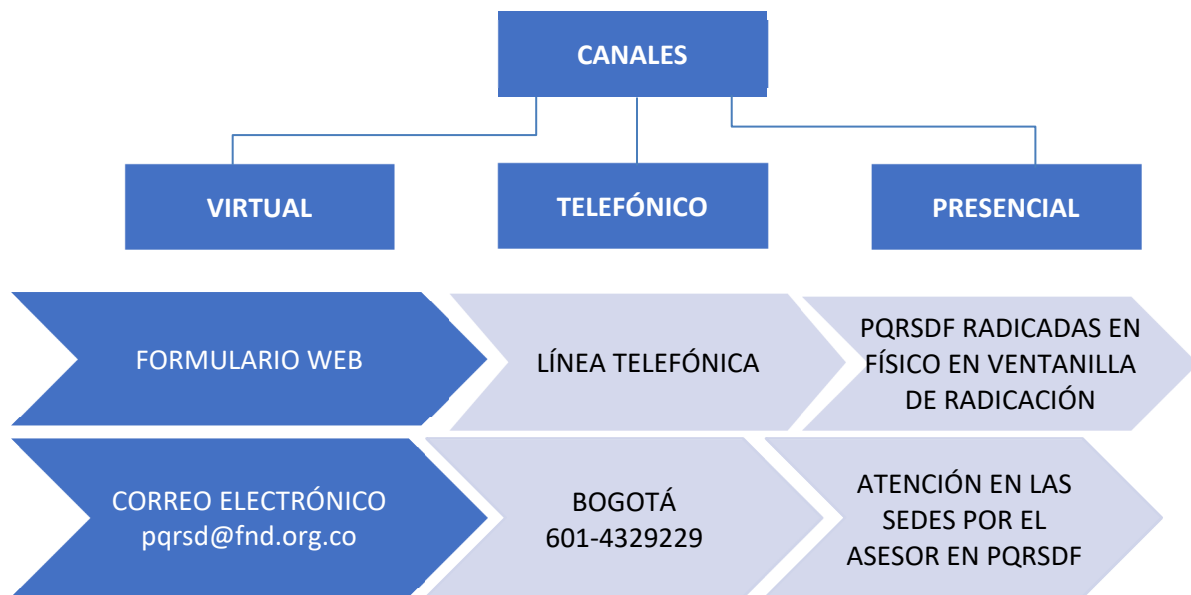 CANALES
VIRTUAL
TELEFÓNICO
PRESENCIAL
FORMULARIO WEB
LÍNEA TELEFÓNICA
PQRSDF RADICADAS EN
FÍSICO EN VENTANILLA
DE RADICACIÓN
CORREO ELECTRÓNICO
pqrsd@fnd.org.co
BOGOTÁ
601-4329229
ATENCIÓN EN LAS
SEDES POR EL
ASESOR EN PQRSDF